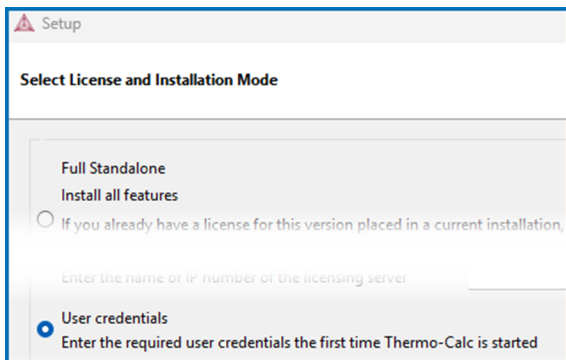 Setup
Select License and Installation Mode
Full Standalone
Install all features
If you already have a license for this version placed in a current installation,
Enter the name or IP number of the licensing server
User credentials
Enter the required user credentials the first time Thermo-Calc is started